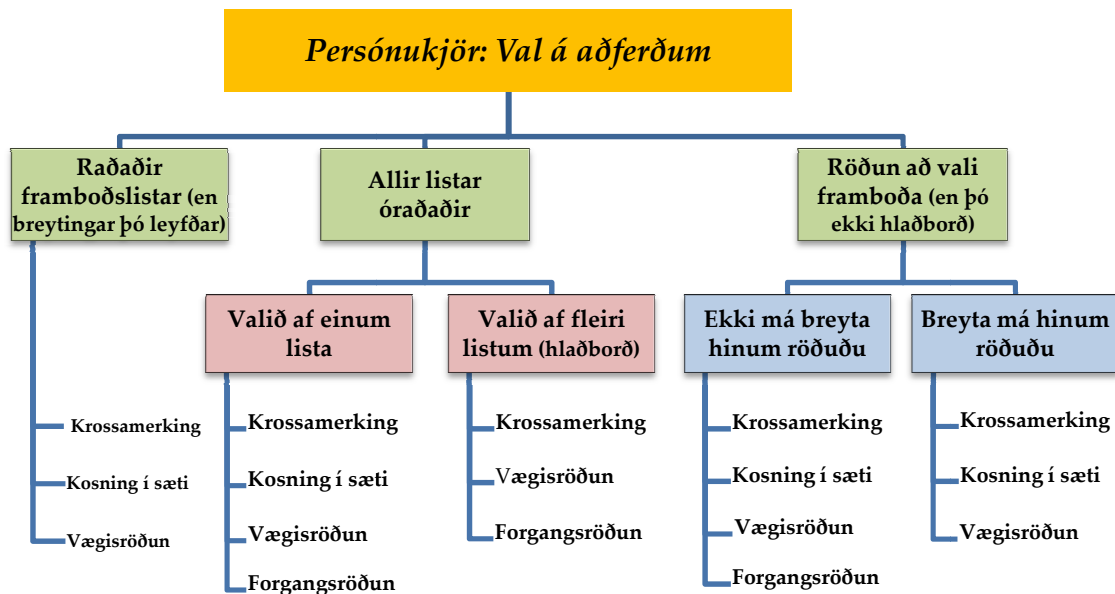 Persónukjör: Val á aðferðum
Raðaðir
framboðslistar (en
breytingar þó leyfðar)
Allir listar
óraðaðir
Röðun að vali
framboða (en þó
ekki hlaðborð)
Valið af einum
lista
Valið af fleiri
listum (hlaðborð)
Ekki má breyta
hinum röðuðu
Breyta má hinum
röðuðu
Krossamerking
Kosning í sæti
Vægisröðun
Krossamerking
Kosning í sæti
Vægisröðun
Forgangsröðun
Krossamerking
Vægisröðun
Forgangsröðun
Krossamerking
Kosning í sæti
Vægisröðun
Forgangsröðun
Krossamerking
Kosning í sæti
Vægisröðun